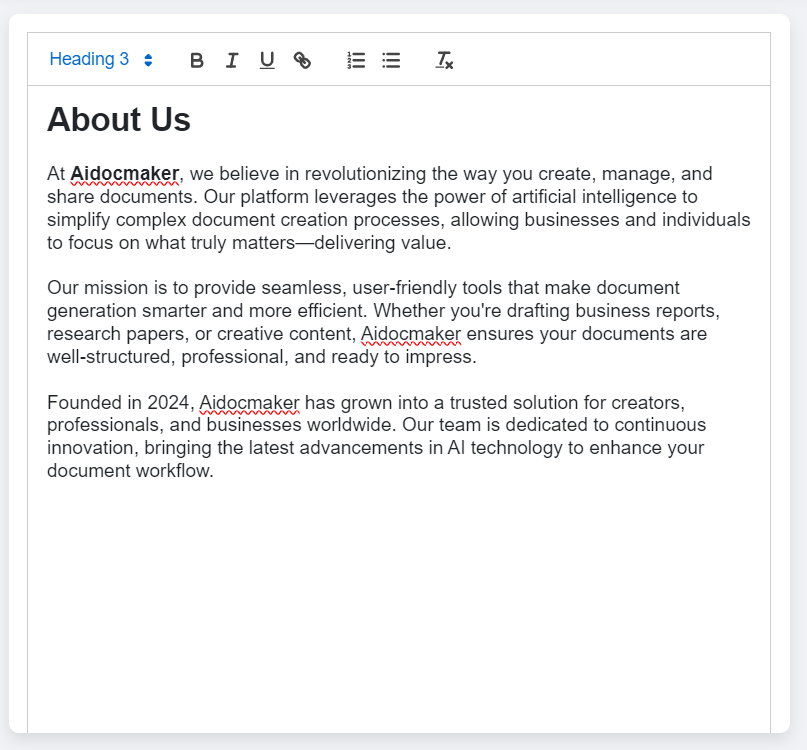 Heading 3
About Us
At Aidocmaker, we believe in revolutionizing the way you create, manage, and
share documents. Our platform leverages the power of artificial intelligence to
simplify complex document creation processes, allowing businesses and individuals
to focus on what truly matters—delivering value.
Our mission is to provide seamless, user-friendly tools that make document
generation smarter and more efficient. Whether you're drafting business reports,
research papers, or creative content, Aidocmaker ensures your documents are
well-structured, professional, and ready to impress.
Founded in 2024, Aidocmaker has grown into a trusted solution for creators,
professionals, and businesses worldwide. Our team is dedicated to continuous
innovation, bringing the latest advancements in AI technology to enhance your
document workflow.